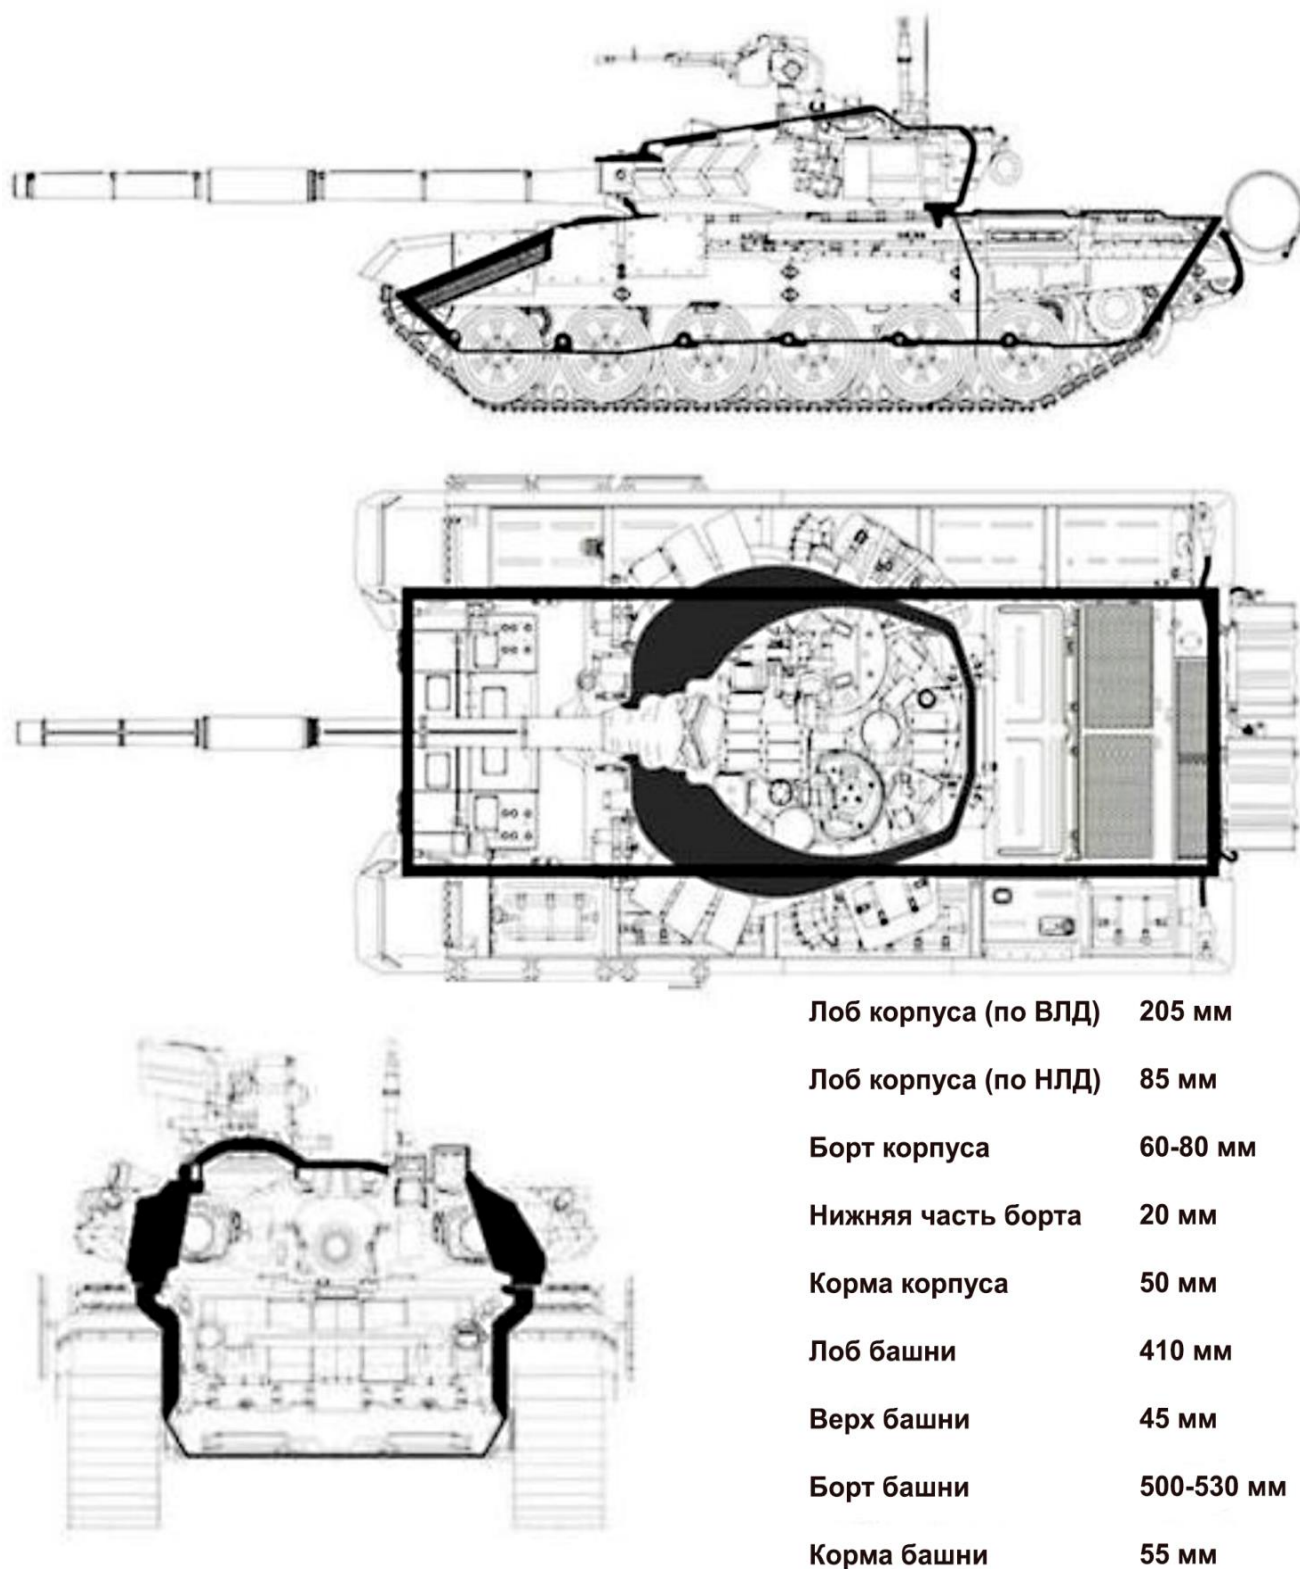 Лоб корпуса (по ВЛД) 205 мм
Лоб корпуса (по НЛД) 85 мм
Борт корпуса 60-80 мм
Нижняя часть борта 20 мм
Корма корпуса 50 мм
Лоб башни 410 мм
Верх башни 45 мм
Борт башни 500-530 мм
Корма башни 55 мм